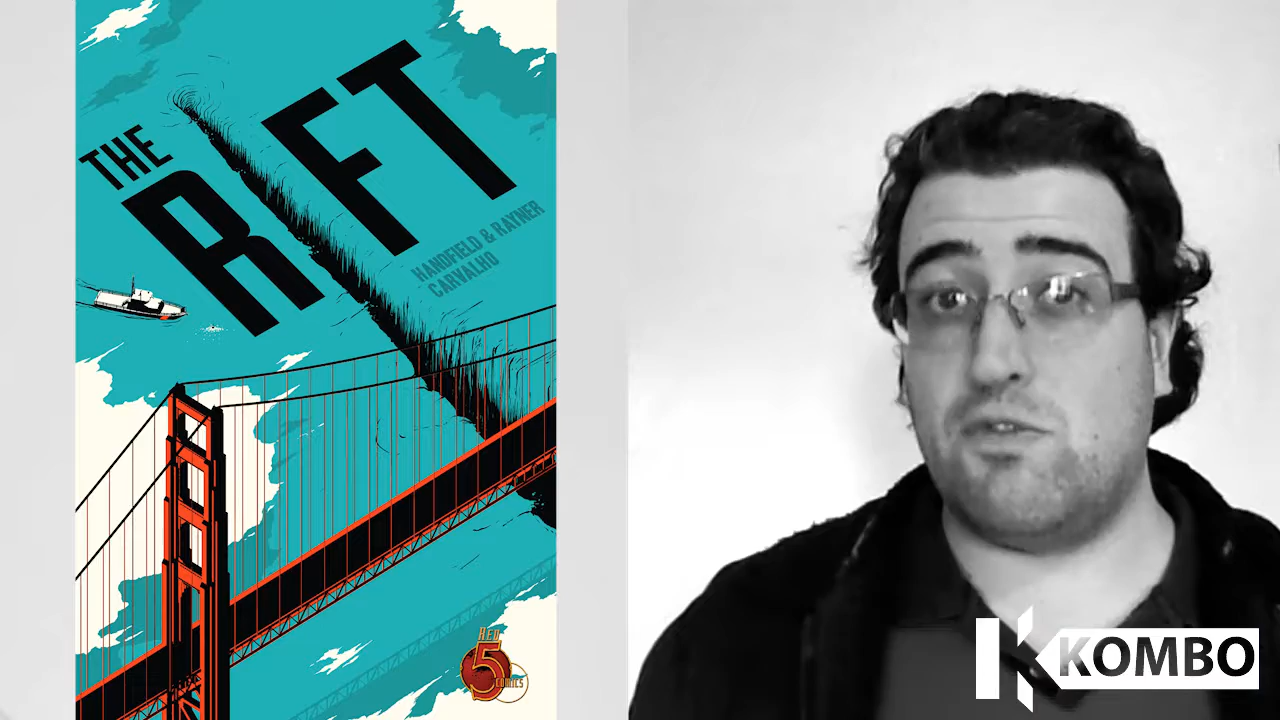 THE
RIFT
HANDFIELD & RAYNER
CARVALHO
RED
5
COMICS
KOMBO